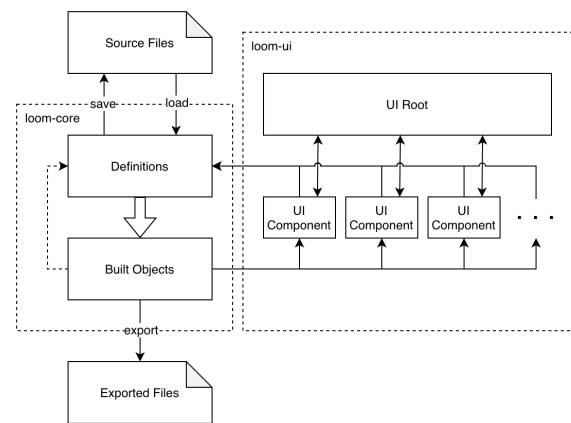 Source Files
loom-ui
save
load
UI Root
loom-core
Definitions
UI
Component
UI
Component
UI
Component
. . .
Built Objects
export
Exported Files